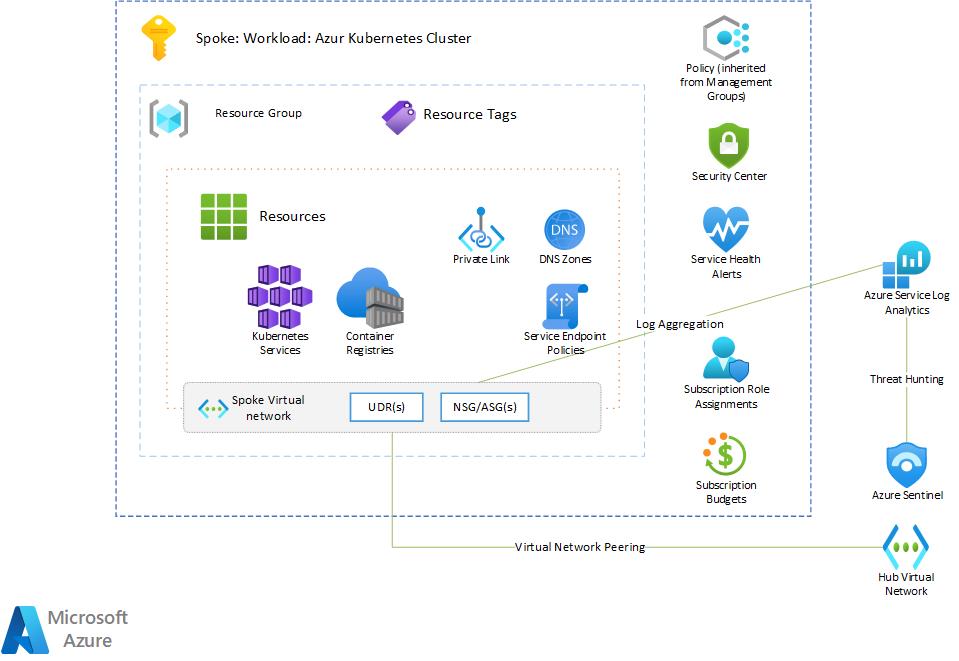 Spoke: Workload: Azur Kubernetes Cluster
Policy (inherited
from Management
Groups)
Resource Group
Resource Tags
Security Center
Resources
DNS
Private Link
DNS Zones
Service Health
Alerts
Azure Service Log
Analytics
Kubernetes
Services
Container
Registries
Service Endpoint
Policies
Log Aggregation
Threat Hunting
Subscription Role
Assignments
Spoke Virtual
network
UDR(s)
NSG/ASG(s)
Subscription
Budgets
Azure Sentinel
Virtual Network Peering
Hub Virtual
Network
Microsoft
Azure